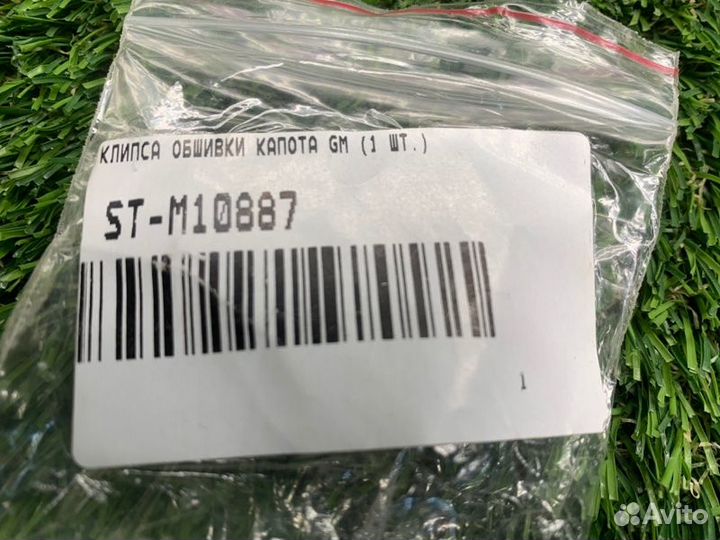 КЛИПСА ОБШИВКИ КАПОТА GM (1 ШТ.)
ST-M10887
1
Avito